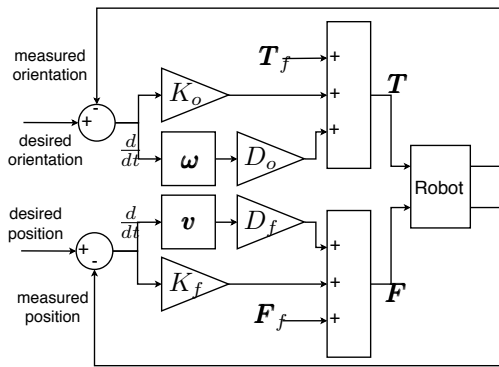 measured
orientation
-
+
desired
orientation
d
dt
K_o
ω
D_o
T_f
+
+
+
T
Robot
desired
position
+
-
measured
position
d
dt
v
D_f
K_f
F_f
+
+
+
F